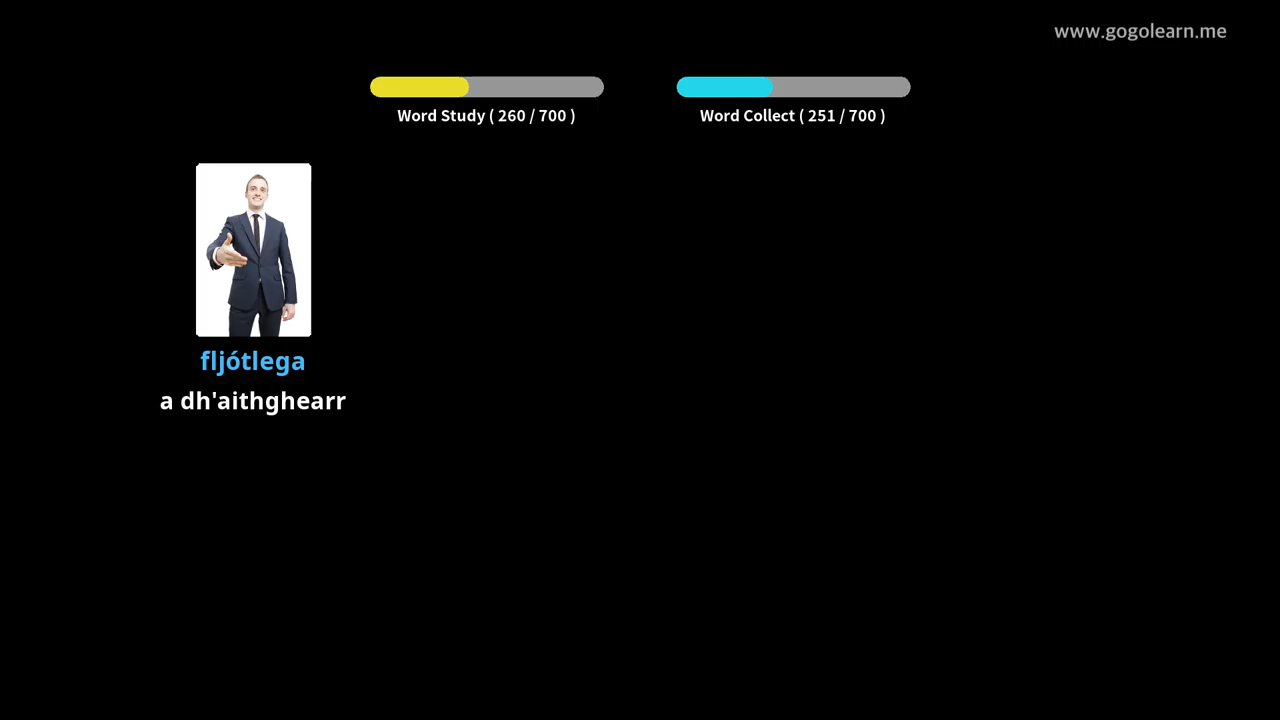 www.gogolearn.me
Word Study ( 260 / 700 )
Word Collect ( 251 / 700 )
fljótlega
a dh'aithghearr